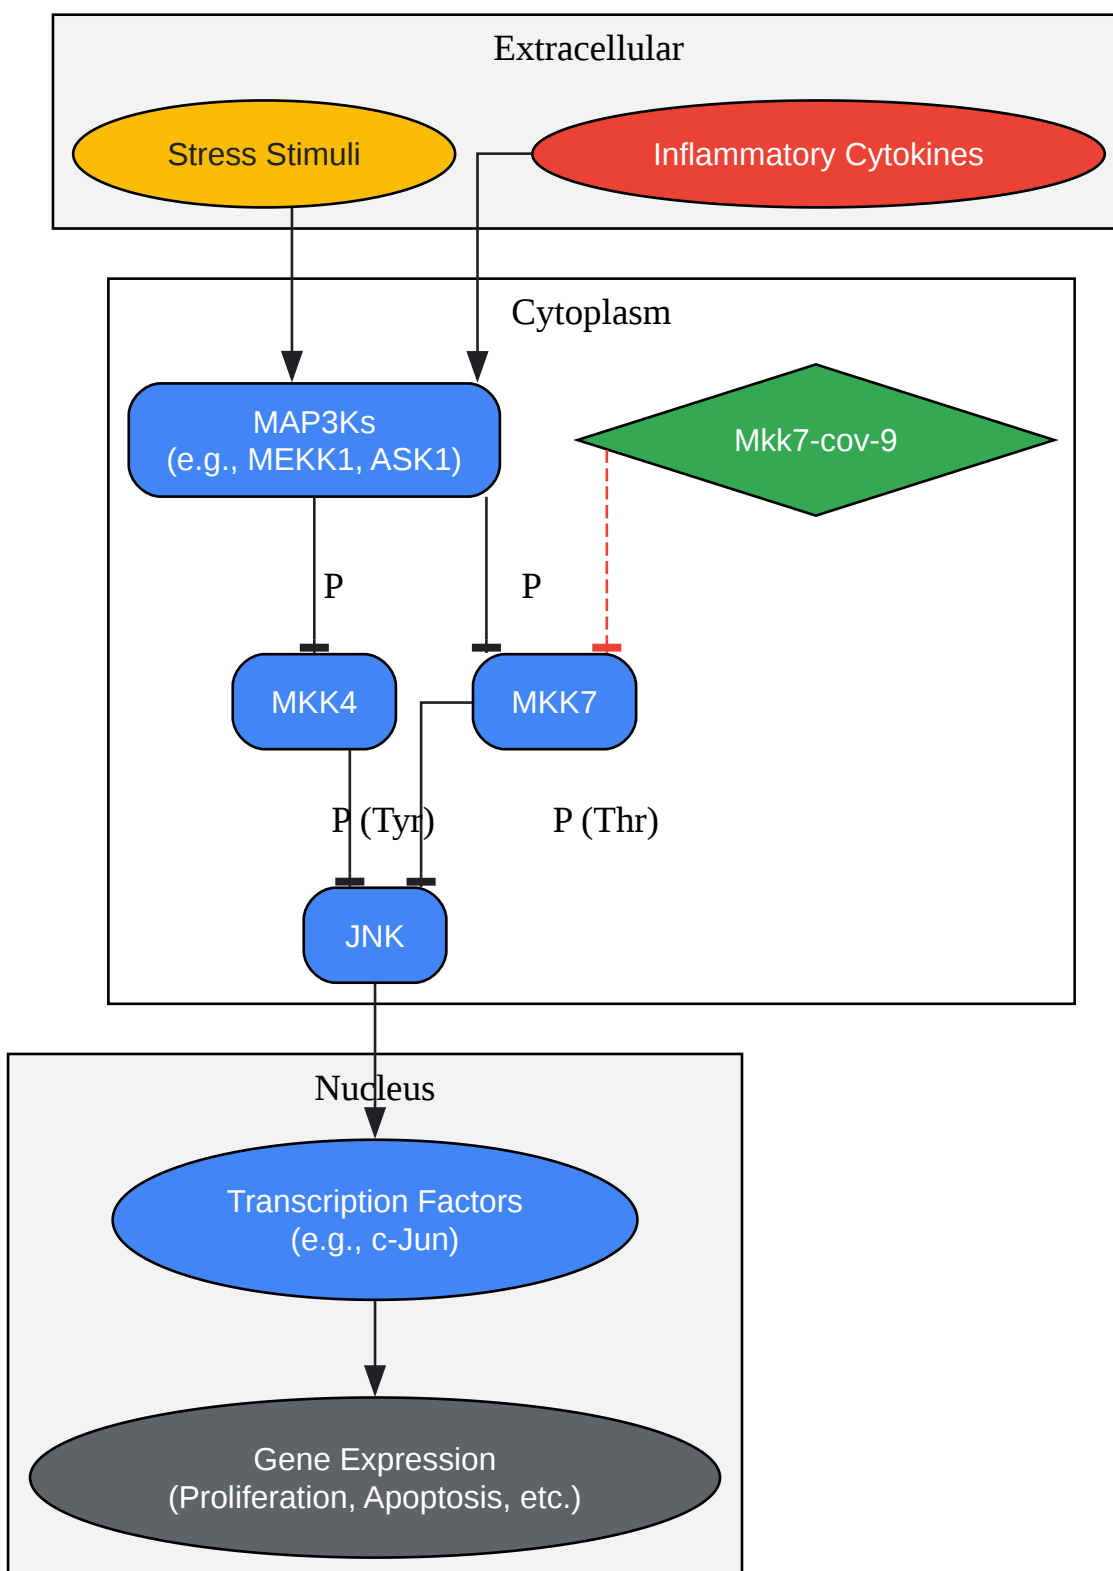 Extracellular
Stress Stimuli
Inflammatory Cytokines
Cytoplasm
MAP3Ks
(e.g., MEKK1, ASK1)
Mkk7-cov-9
P
P
MKK4
MKK7
P (Tyr)
P (Thr)
JNK
Nucleus
Transcription Factors
(e.g., c-Jun)
Gene Expression
(Proliferation, Apoptosis, etc.)